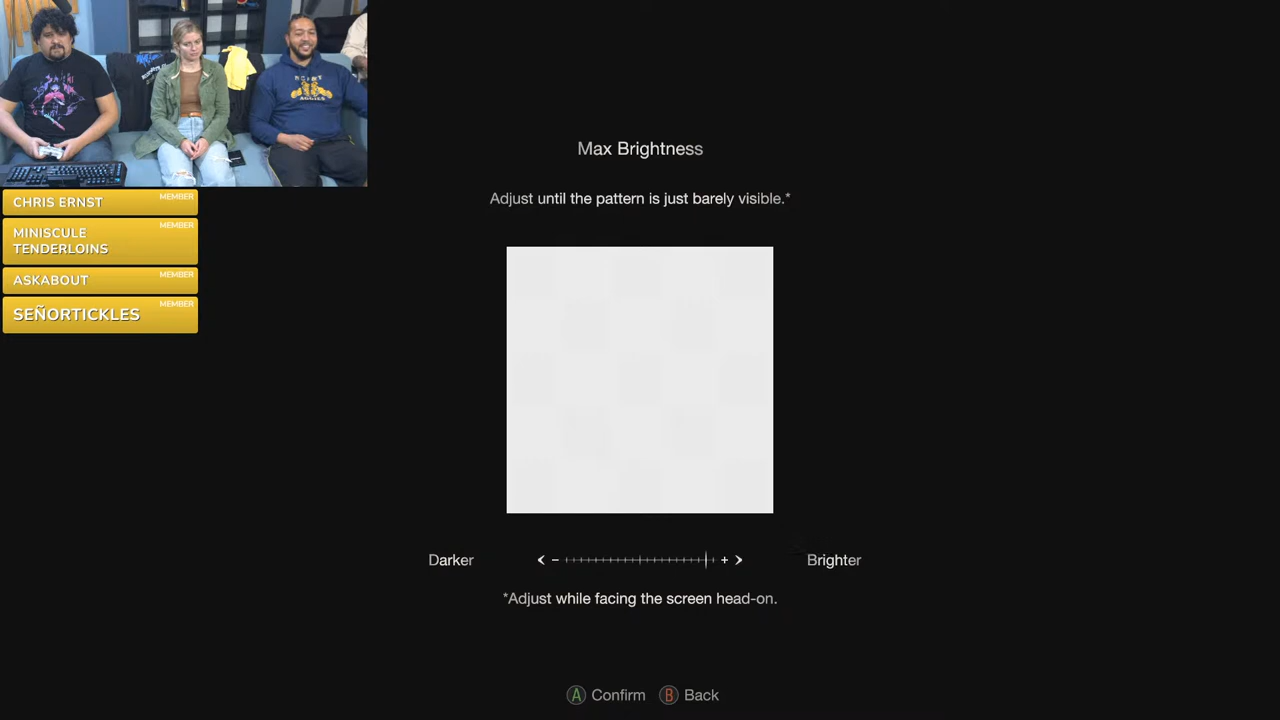 AGGIES
CHRIS ERNST
MEMBER
MINISCULE
TENDERLOINS
MEMBER
ASKABOUT
MEMBER
SEÑORTICKLES
MEMBER
Max Brightness
Adjust until the pattern is just barely visible.*
Darker
Brighter
*Adjust while facing the screen head-on.
A Confirm B Back